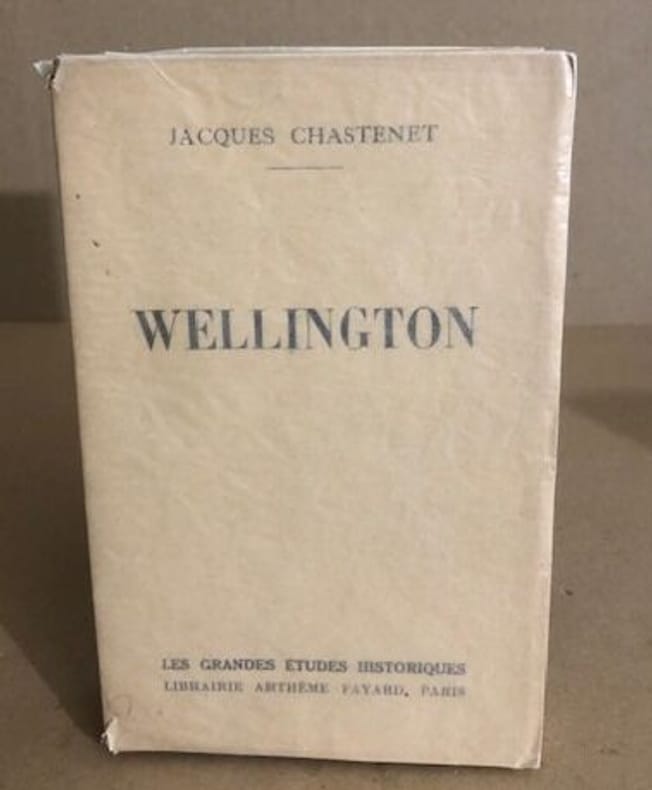 JACQUES CHASTENET
WELLINGTON
LES GRANDES ÉTUDES HISTORIQUES
LIBRAIRIE ARTHÈME FAYARD, PARIS